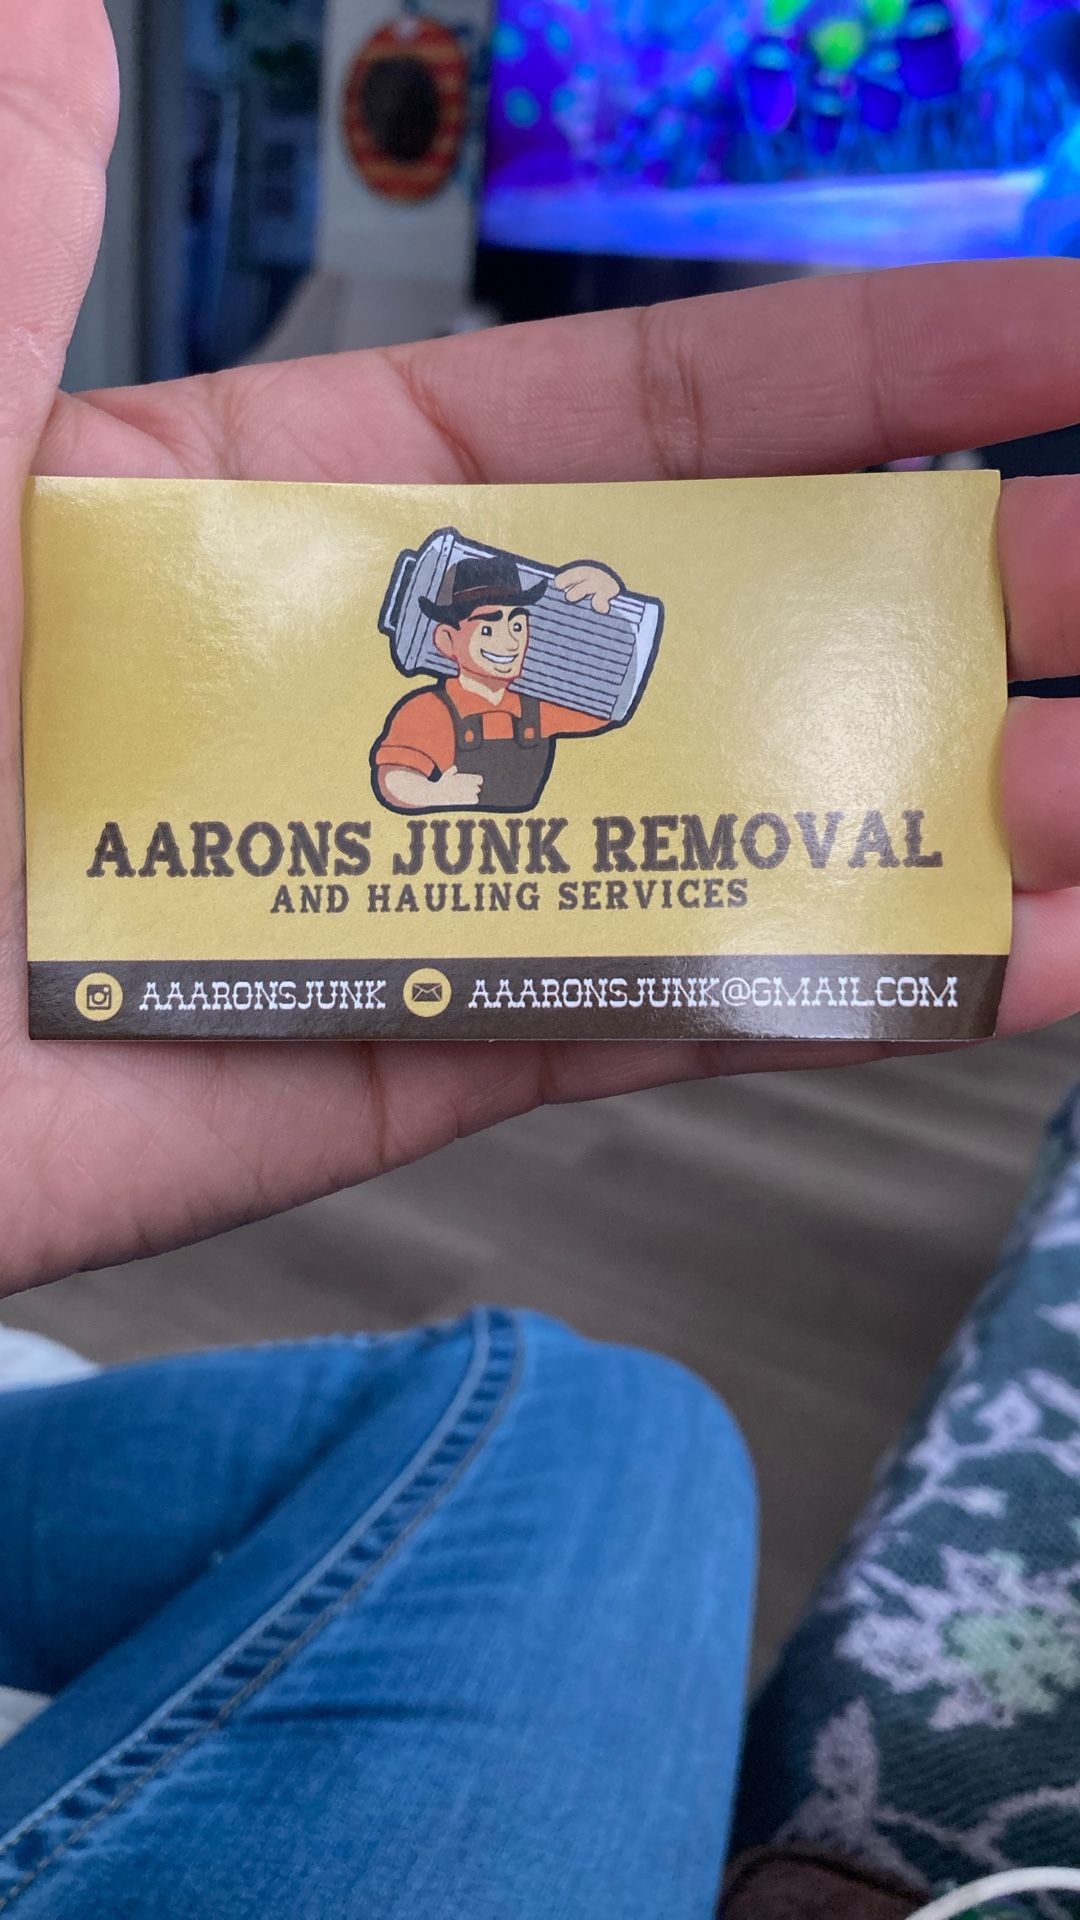 AARONS JUNK REMOVAL
AND HAULING SERVICES
AAARONSJUNK AAARONSJUNK@GMAIL.COM